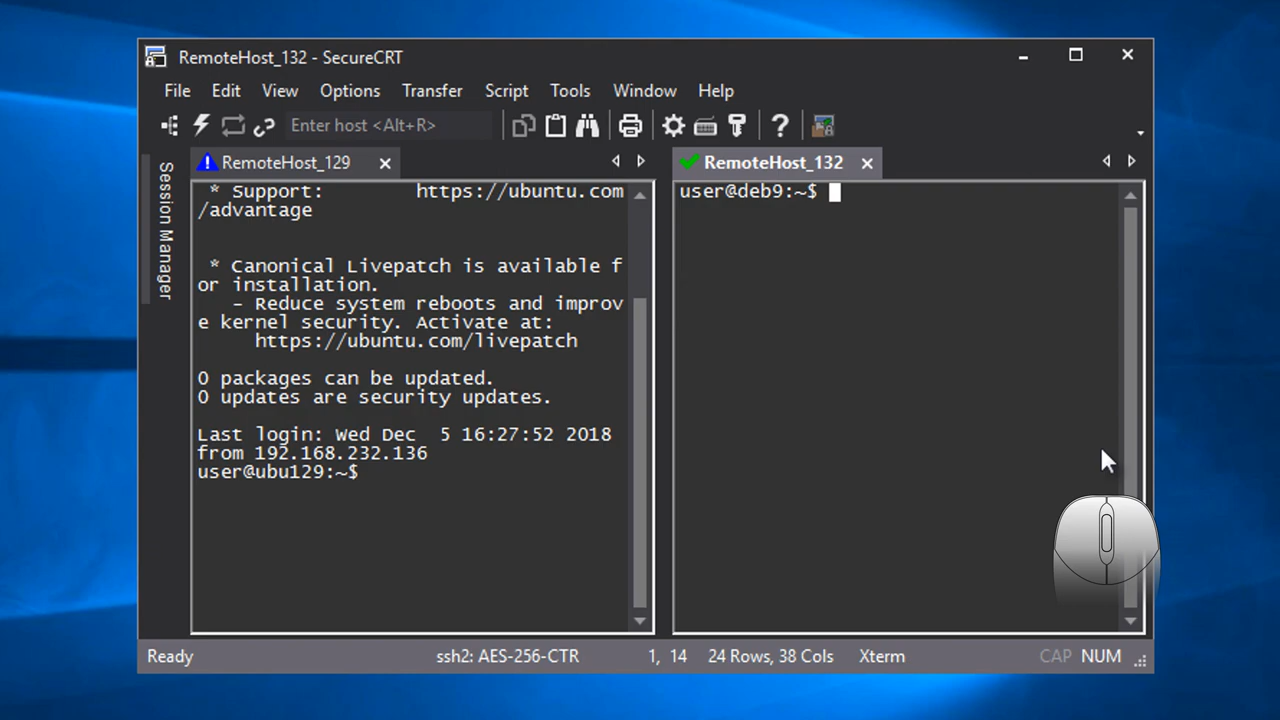 RemoteHost_132 - SecureCRT
File Edit View Options Transfer Script Tools Window Help
Enter host <Alt+R>
Session Manager
RemoteHost_129
* Support: https://ubuntu.com
/advantage
* Canonical Livepatch is available f
or installation.
- Reduce system reboots and improv
e kernel security. Activate at:
https://ubuntu.com/livepatch
0 packages can be updated.
0 updates are security updates.
Last login: Wed Dec  5 16:27:52 2018
from 192.168.232.136
user@ubu129:~$
RemoteHost_132
user@deb9:~$
Ready ssh2: AES-256-CTR 1, 14 24 Rows, 38 Cols Xterm CAP NUM